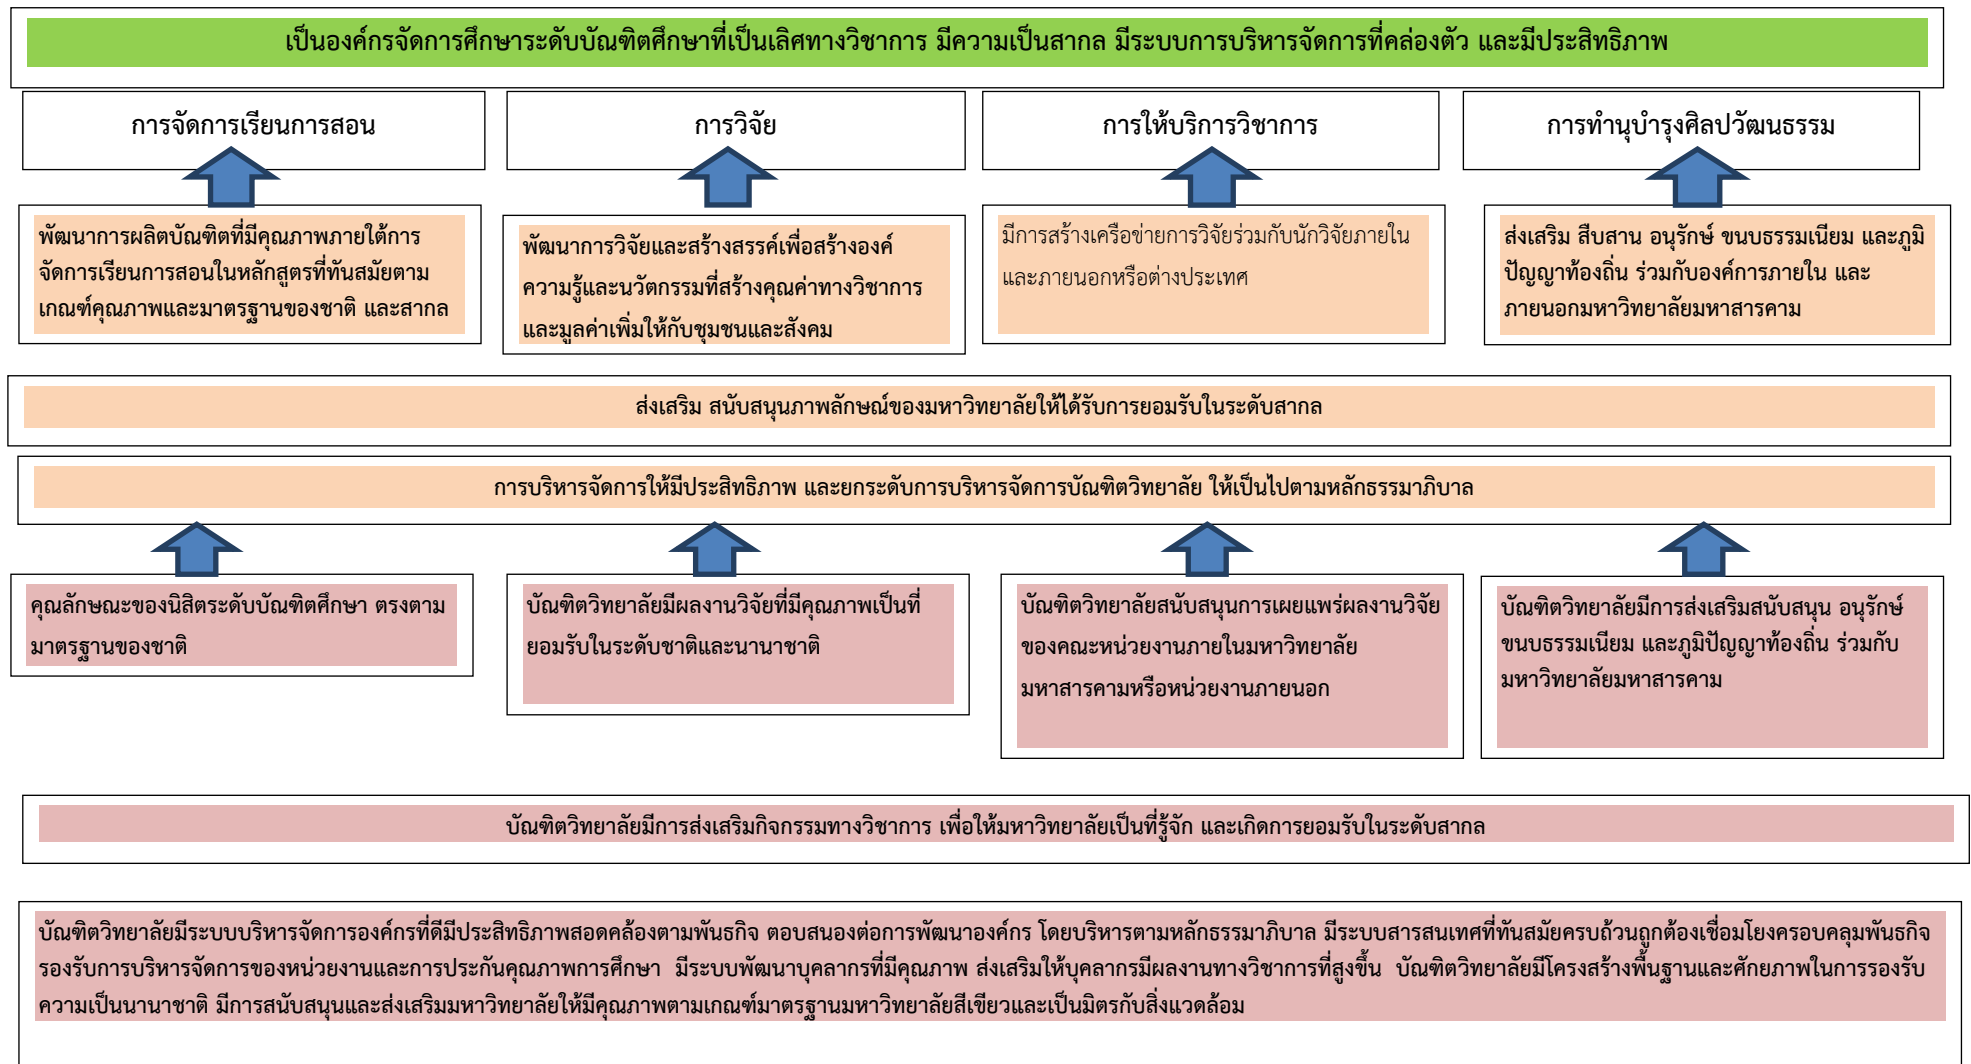 เป็นองค์กรจัดการศึกษาระดับบัณฑิตศึกษาที่เป็นเลิศทางวิชาการ มีความเป็นสากล มีระบบการบริหารจัดการที่คล่องตัว และมีประสิทธิภาพ
การจัดการเรียนการสอน
การวิจัย
การให้บริการวิชาการ
การทำนุบำรุงศิลปวัฒนธรรม
พัฒนาการผลิตบัณฑิตที่มีคุณภาพภายใต้การ
จัดการเรียนการสอนในหลักสูตรที่ทันสมัยตาม
เกณฑ์คุณภาพและมาตรฐานของชาติ และสากล
พัฒนาการวิจัยและสร้างสรรค์เพื่อสร้างองค์
ความรู้และนวัตกรรมที่สร้างคุณค่าทางวิชาการ
และมูลค่าเพิ่มให้กับชุมชนและสังคม
มีการสร้างเครือข่ายการวิจัยร่วมกับนักวิจัยภายใน
และภายนอกหรือต่างประเทศ
ส่งเสริม สืบสาน อนุรักษ์ ขนบธรรมเนียม และภูมิ
ปัญญาท้องถิ่น ร่วมกับองค์การภายใน และ
ภายนอกมหาวิทยาลัยมหาสารคาม
ส่งเสริม สนับสนุนภาพลักษณ์ของมหาวิทยาลัยให้ได้รับการยอมรับในระดับสากล
การบริหารจัดการให้มีประสิทธิภาพ และยกระดับการบริหารจัดการบัณฑิตวิทยาลัย ให้เป็นไปตามหลักธรรมาภิบาล
คุณลักษณะของนิสิตระดับบัณฑิตศึกษา ตรงตาม
มาตรฐานของชาติ
บัณฑิตวิทยาลัยมีผลงานวิจัยที่มีคุณภาพเป็นที่
ยอมรับในระดับชาติและนานาชาติ
บัณฑิตวิทยาลัยสนับสนุนการเผยแพร่ผลงานวิจัย
ของคณะหน่วยงานภายในมหาวิทยาลัย
มหาสารคามหรือหน่วยงานภายนอก
บัณฑิตวิทยาลัยมีการส่งเสริมสนับสนุน อนุรักษ์
ขนบธรรมเนียม และภูมิปัญญาท้องถิ่น ร่วมกับ
มหาวิทยาลัยมหาสารคาม
บัณฑิตวิทยาลัยมีการส่งเสริมกิจกรรมทางวิชาการ เพื่อให้มหาวิทยาลัยเป็นที่รู้จัก และเกิดการยอมรับในระดับสากล
บัณฑิตวิทยาลัยมีระบบบริหารจัดการองค์กรที่ดีมีประสิทธิภาพสอดคล้องตามพันธกิจ ตอบสนองต่อการพัฒนาองค์กร โดยบริหารตามหลักธรรมาภิบาล มีระบบสารสนเทศที่ทันสมัยครบถ้วนถูกต้องเชื่อมโยงครอบคลุมพันธกิจ
รองรับการบริหารจัดการของหน่วยงานและการประกันคุณภาพการศึกษา มีระบบพัฒนาบุคลากรที่มีคุณภาพ ส่งเสริมให้บุคลากรมีผลงานทางวิชาการที่สูงขึ้น บัณฑิตวิทยาลัยมีโครงสร้างพื้นฐานและศักยภาพในการรองรับ
ความเป็นนานาชาติ มีการสนับสนุนและส่งเสริมมหาวิทยาลัยให้มีคุณภาพตามเกณฑ์มาตรฐานมหาวิทยาลัยสีเขียวและเป็นมิตรกับสิ่งแวดล้อม